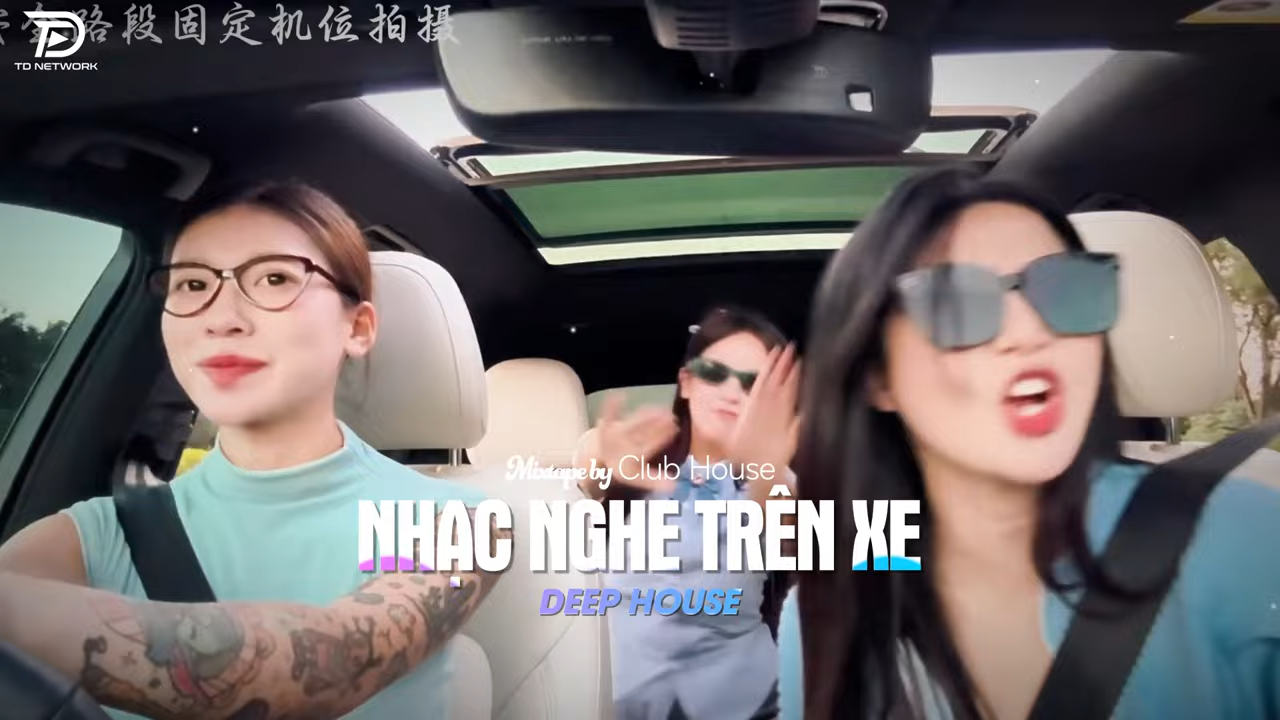 全路段固定机位拍摄
TD NETWORK
Mixtape by Club House
NHẠC NGHE TRÊN XE
DEEP HOUSE